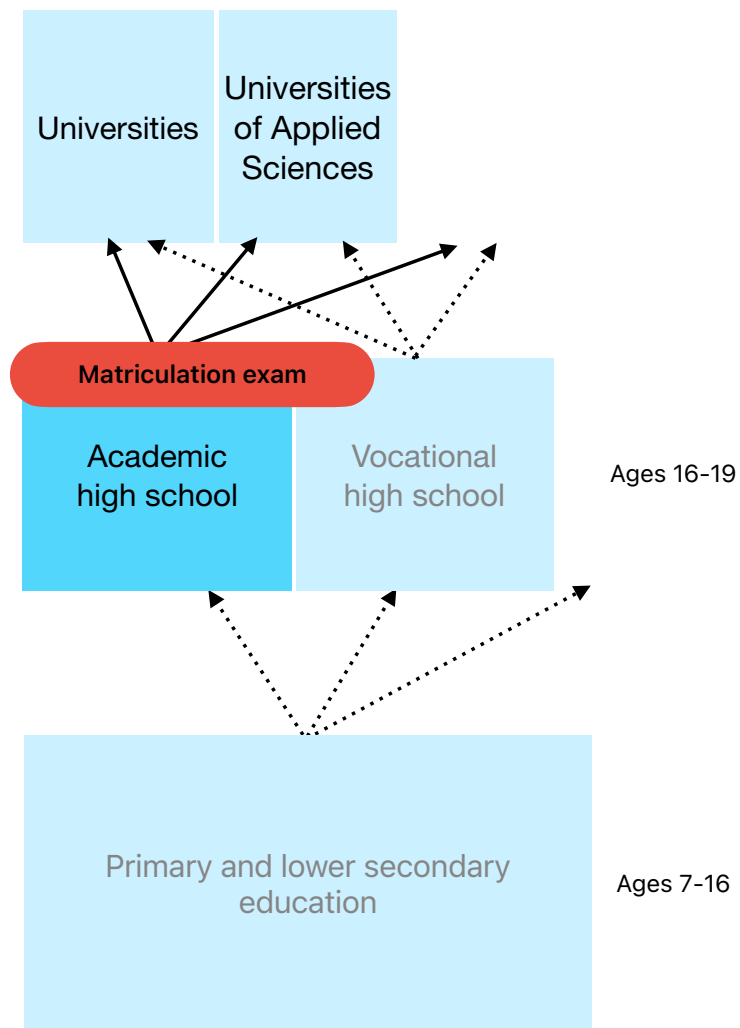 Universities
Universities
of Applied
Sciences
Matriculation exam
Academic
high school
Vocational
high school
Ages 16-19
Primary and lower secondary
education
Ages 7-16